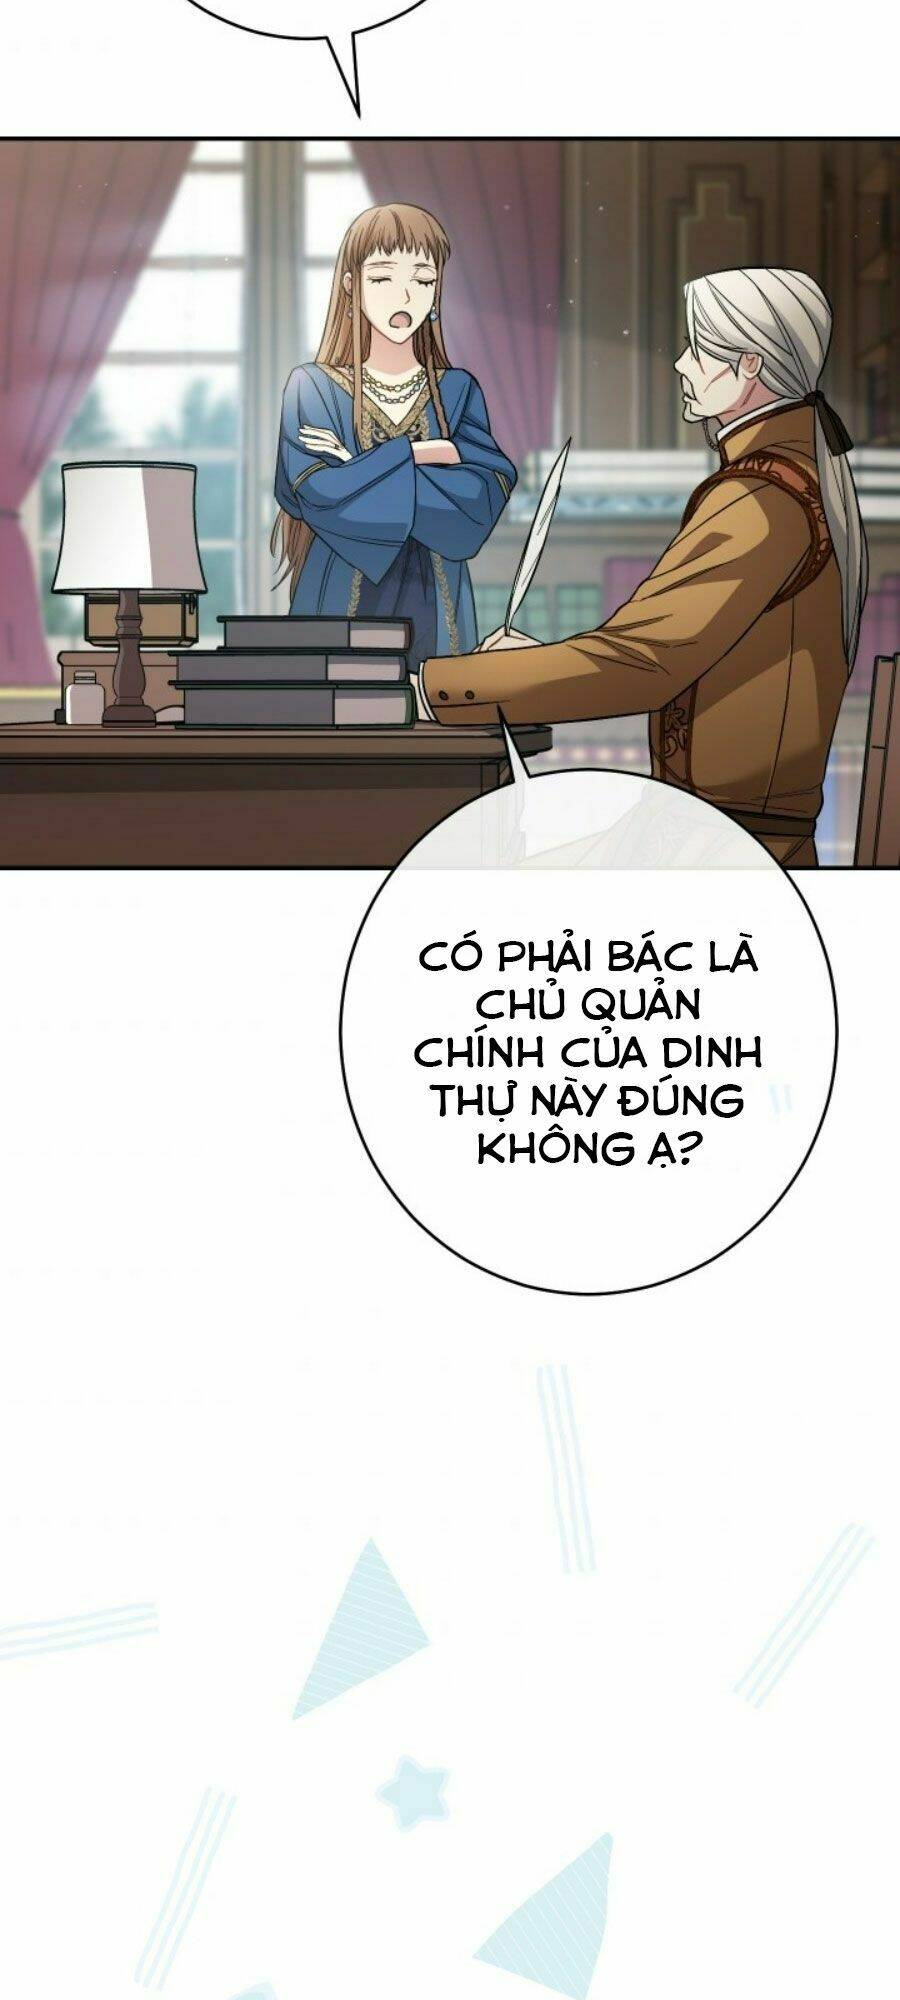 CÓ PHẢI BÁC LÀ
CHỦ QUẢN
CHÍNH CỦA DINH
THỰ NÀY ĐÚNG
KHÔNG Ạ?